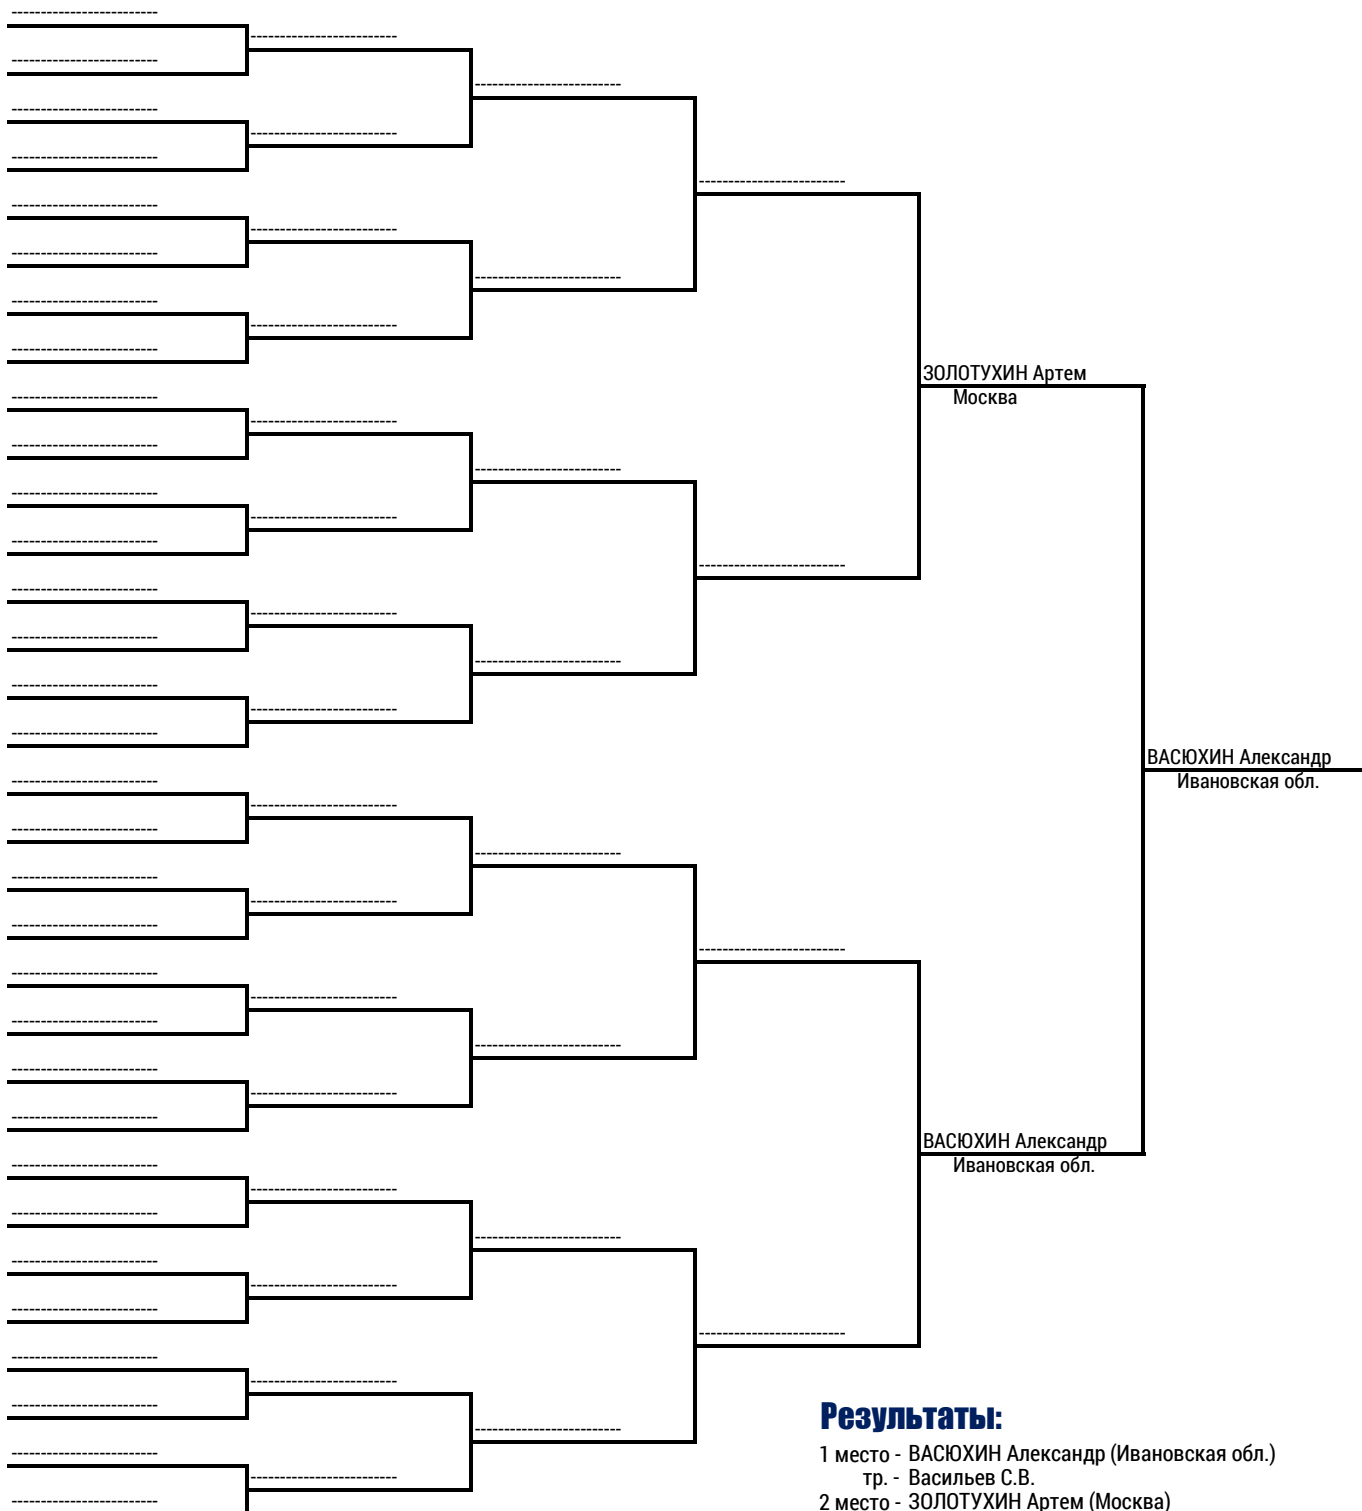 ЗОЛОТУХИН Артем
Москва
ВАСЮХИН Александр
Ивановская обл.
ВАСЮХИН Александр
Ивановская обл.
Результаты:
1 место - ВАСЮХИН Александр (Ивановская обл.)
тр. - Васильев С.В.
2 место - ЗОЛОТУХИН Артем (Москва)